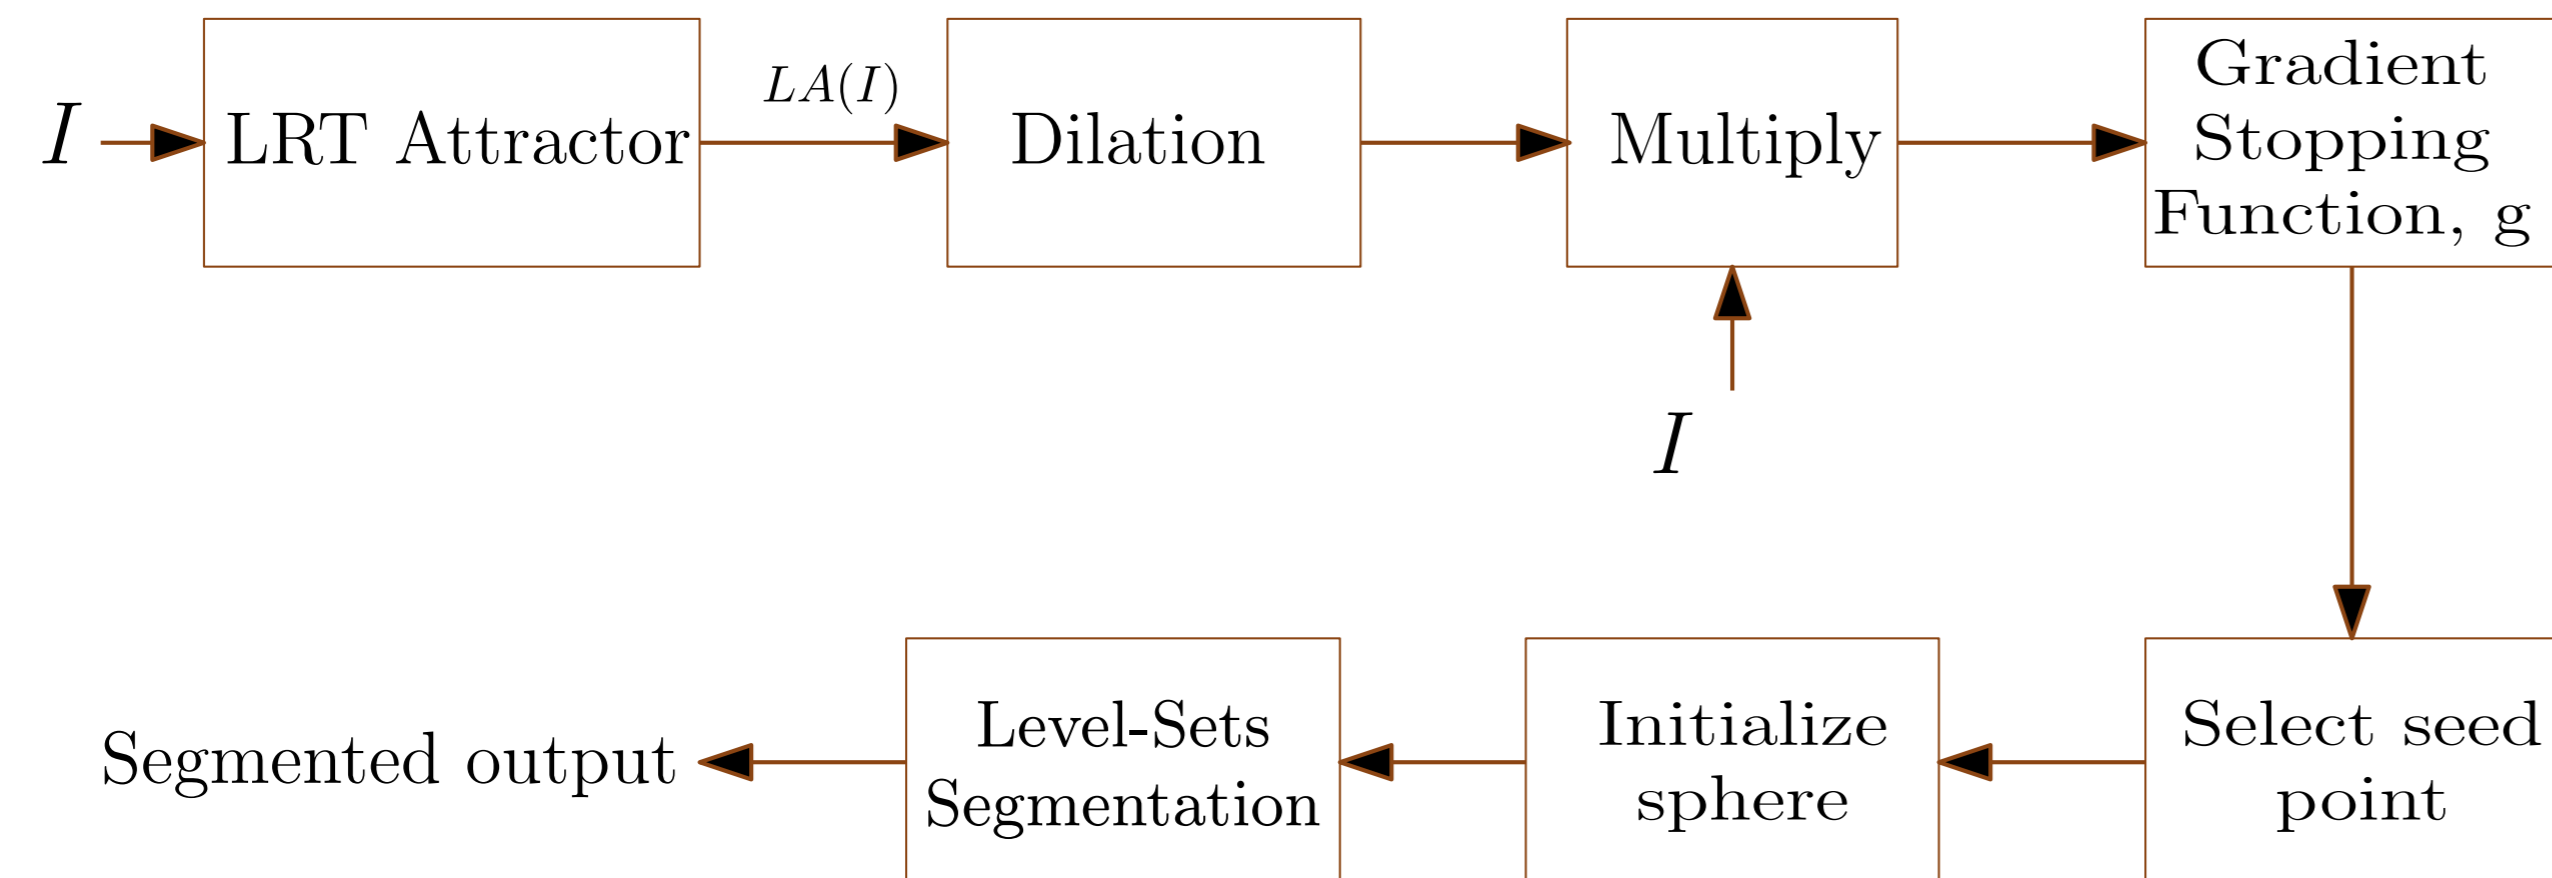 I
LRT Attractor
LA(I)
Dilation
Multiply
I
Gradient
Stopping
Function, g
Select seed
point
Initialize
sphere
Level-Sets
Segmentation
Segmented output